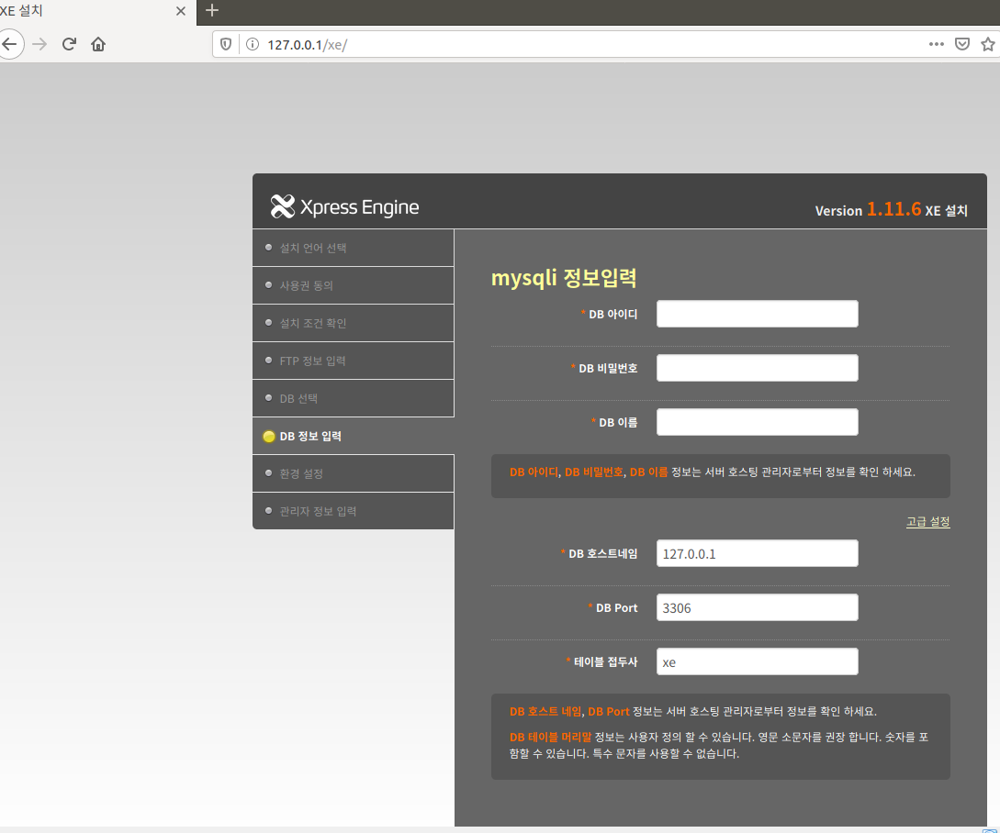 XE 설치
127.0.0.1/xe/
Xpress Engine
Version 1.11.6 XE 설치
설치 언어 선택
사용권 동의
설치 조건 확인
FTP 정보 입력
DB 선택
DB 정보 입력
환경 설정
관리자 정보 입력
mysqli 정보입력
* DB 아이디
* DB 비밀번호
* DB 이름
DB 아이디, DB 비밀번호, DB 이름 정보는 서버 호스팅 관리자로부터 정보를 확인 하세요.
고급 설정
* DB 호스트네임 127.0.0.1
* DB Port 3306
* 테이블 접두사 xe
DB 호스트 네임, DB Port 정보는 서버 호스팅 관리자로부터 정보를 확인 하세요.
DB 테이블 머리말 정보는 사용자 정의 할 수 있습니다. 영문 소문자를 권장 합니다. 숫자를 포
함할 수 있습니다. 특수 문자를 사용할 수 없습니다.